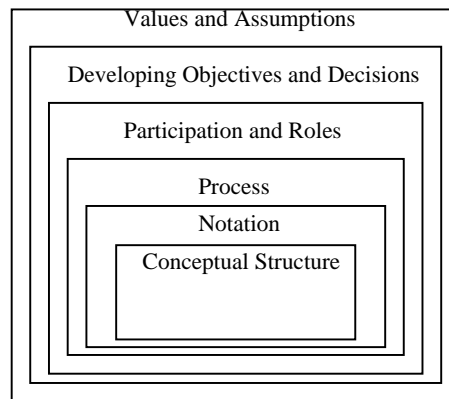 Values and Assumptions
Developing Objectives and Decisions
Participation and Roles
Process
Notation
Conceptual Structure